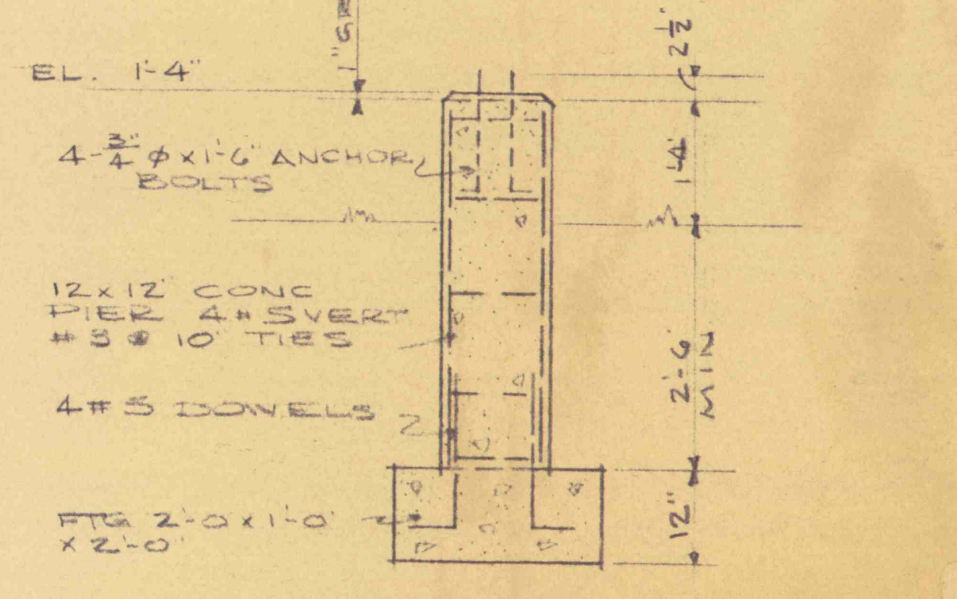 1" GR
2½"
EL. 1'-4"
4-¾" ϕ x 1'-6" ANCHOR
BOLTS
1'-4"
12 x 12" CONC
PIER 4 # 5 VERT
# 3 @ 10" TIES
2'-6"
MIN
4 # 5 DOWELS
FTG 2'-0 x 1'-0"
x 2'-0"
12"